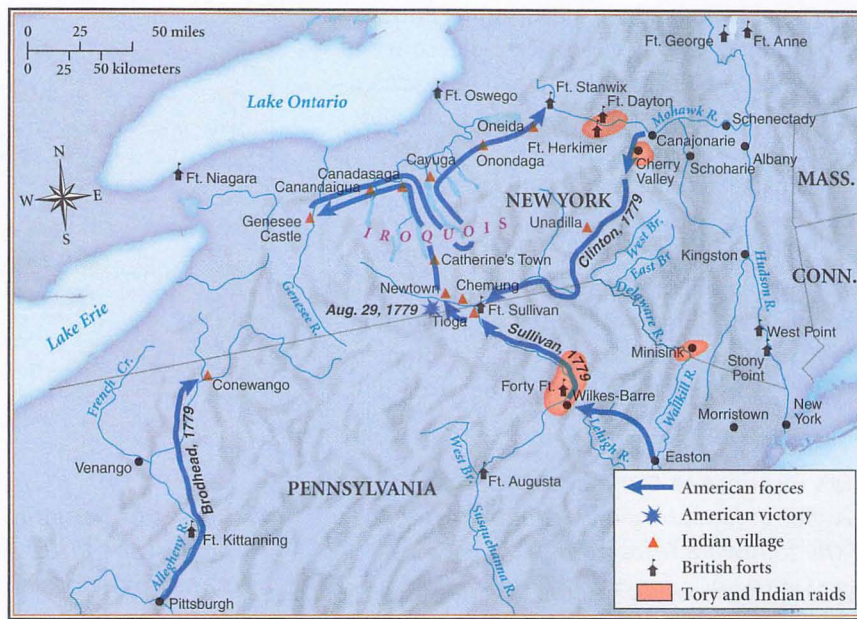 0 50 miles
0 25 50 kilometers
Lake Ontario
Ft. Oswego
Ft. Stanwix
Ft. Dayton
Ft. George
Ft. Anne
Mohawk R.
Schenectady
Oneida
Onondaga
Ft. Herkimer
Canajonarie
Albany
Cherry
Valley
Schoharie
MASS.
N
W E
S
Ft. Niagara
Canadasaga
Canandaigua
Cayuga
NEW YORK
Genesee
Castle
IROQUOIS
Unadilla
Clinton, 1779
West Br.
East Br.
Delaware R.
Kingston
Hudson R.
CONN.
Catherine's Town
Newtown
Chemung
Genesee R.
Aug. 29, 1779
Tioga
Ft. Sullivan
Lake Erie
Sullivan, 1779
Minisink
West Point
Stony
Point
French Cr.
Conewango
Forty Ft.
Wilkes-Barre
Wallkill R.
Lehigh R.
Morristown
New
York
Brodhead, 1779
Venango
West Br.
Ft. Augusta
Easton
PENNSYLVANIA
Susquehanna R.
Allegheny R.
Ft. Kittanning
Pittsburgh
American forces
American victory
Indian village
British forts
Tory and Indian raids